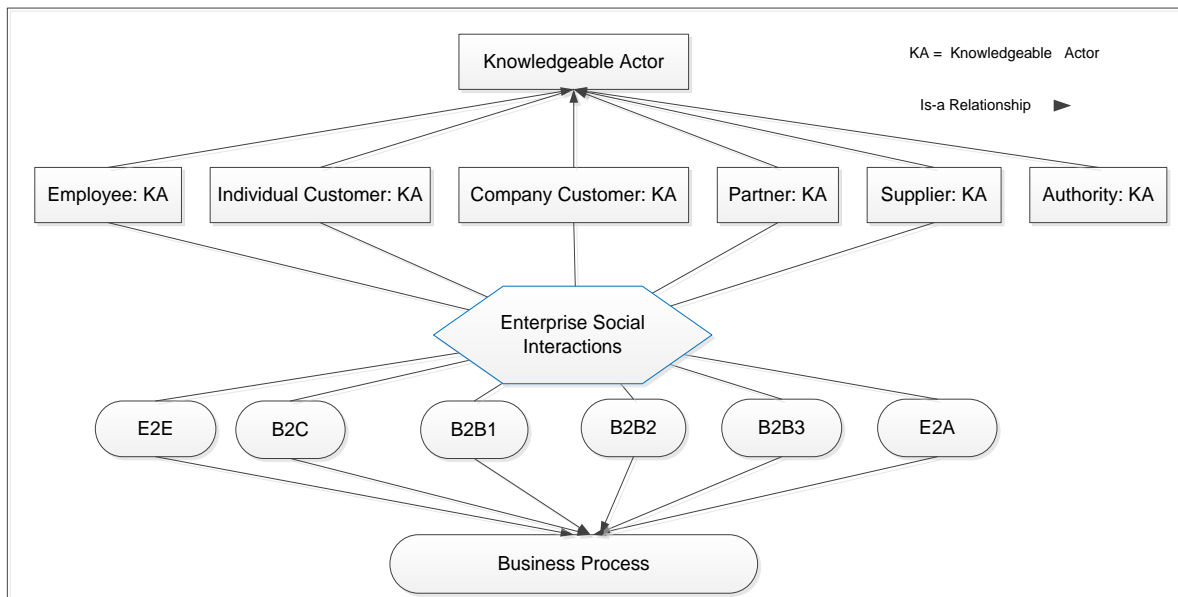 Knowledgeable Actor
KA = Knowledgeable Actor
Is-a Relationship
Employee: KA
Individual Customer: KA
Company Customer: KA
Partner: KA
Supplier: KA
Authority: KA
Enterprise Social
Interactions
E2E
B2C
B2B1
B2B2
B2B3
E2A
Business Process